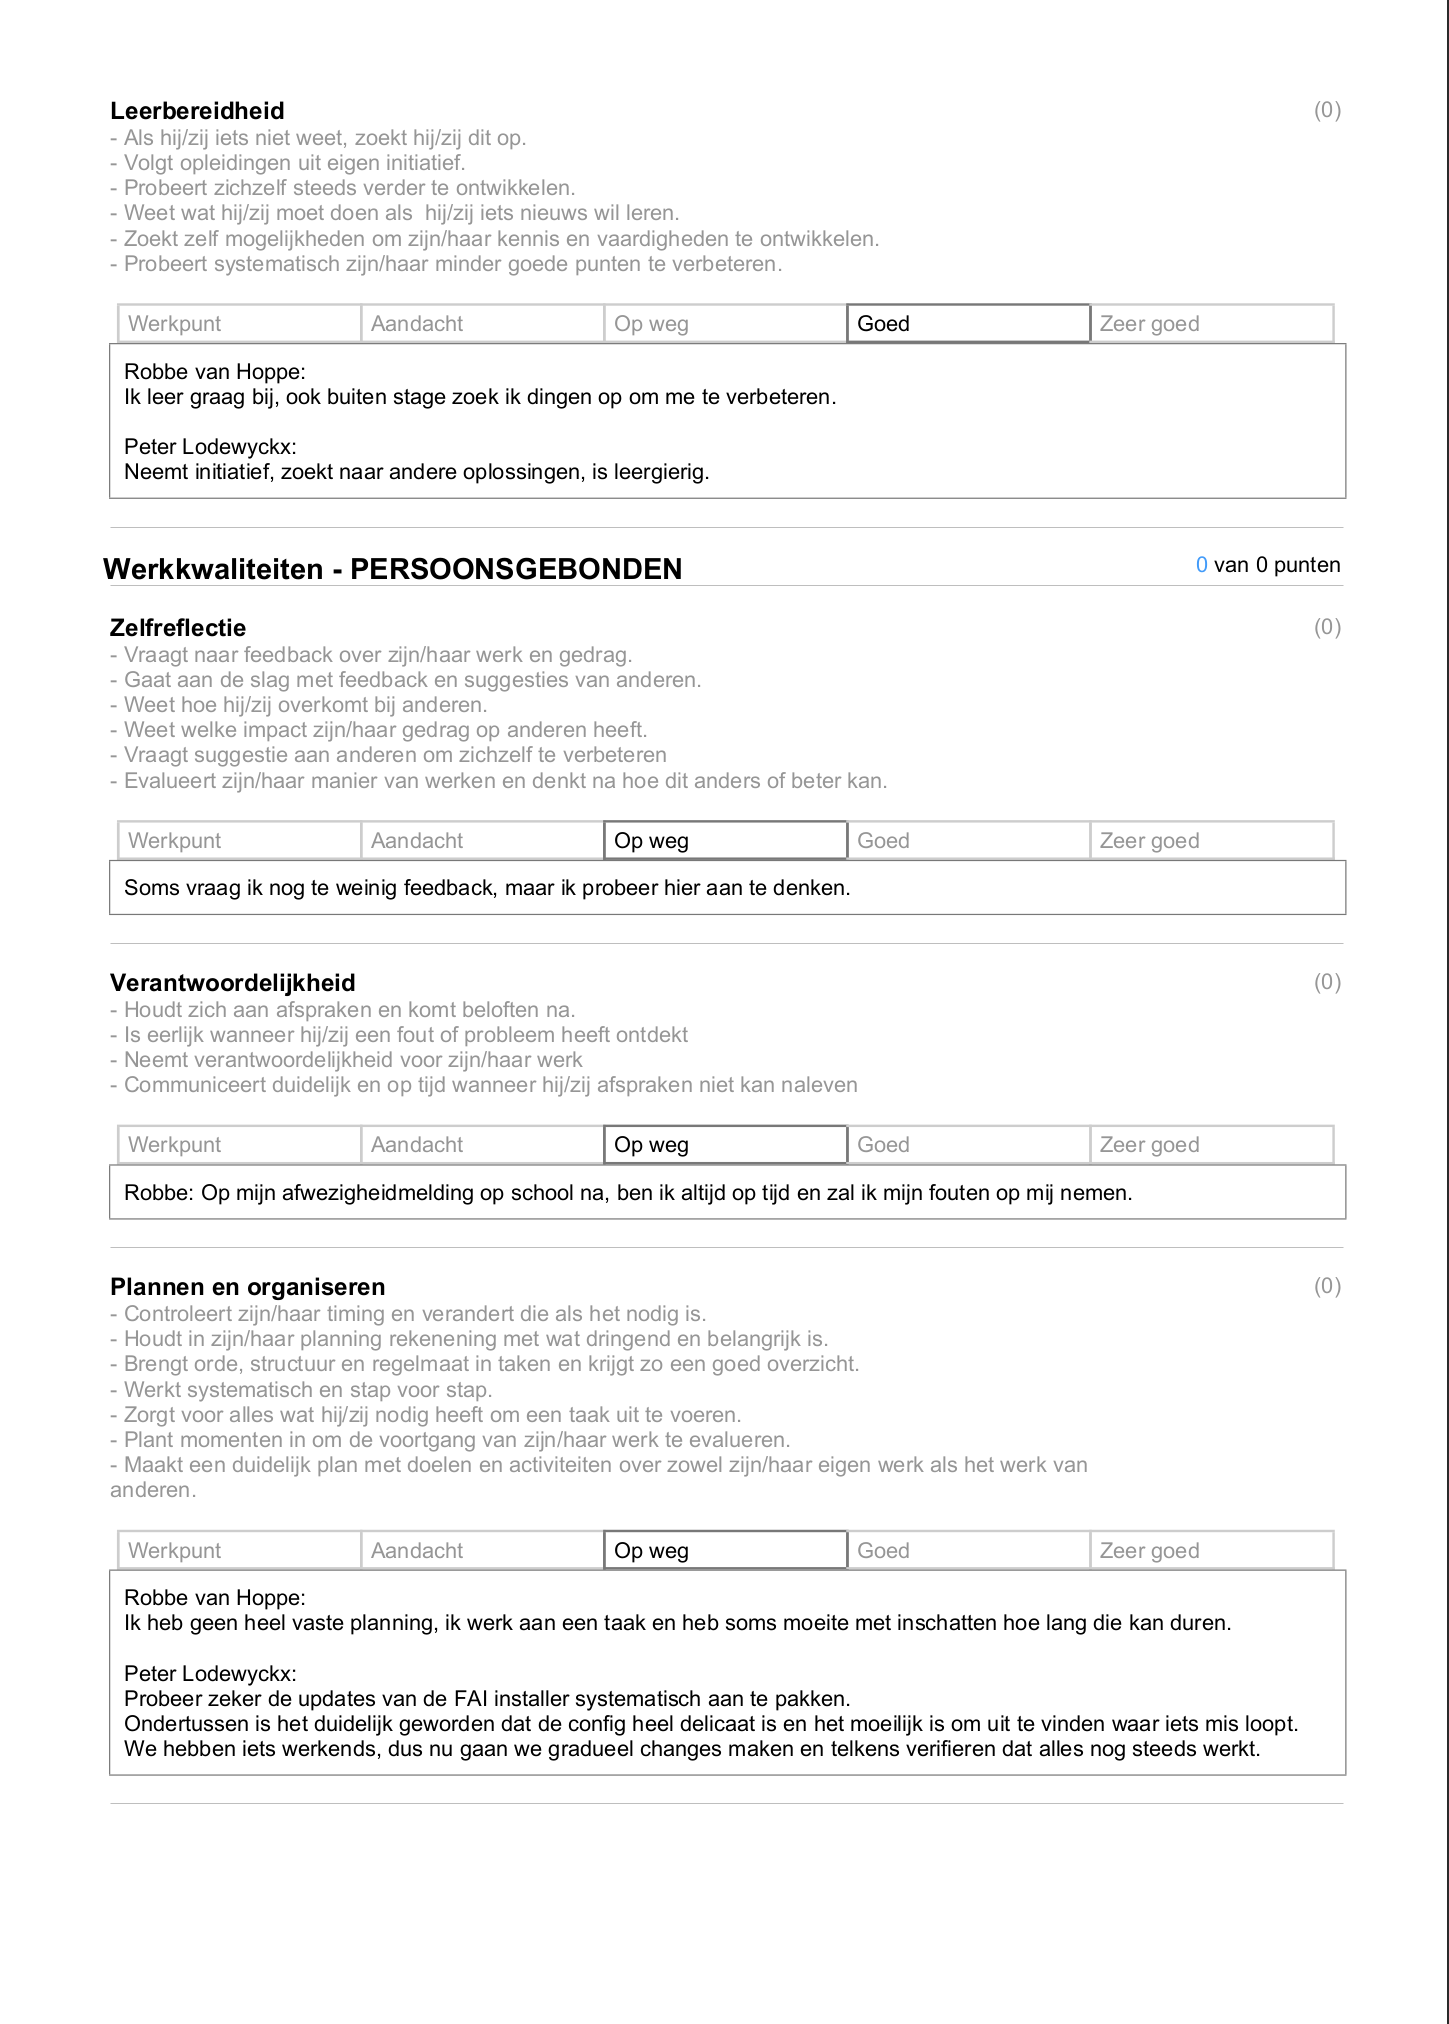 Leerbereidheid (0)
- Als hij/zij iets niet weet, zoekt hij/zij dit op.
- Volgt opleidingen uit eigen initiatief.
- Probeert zichzelf steeds verder te ontwikkelen.
- Weet wat hij/zij moet doen als  hij/zij iets nieuws wil leren.
- Zoekt zelf mogelijkheden om zijn/haar kennis en vaardigheden te ontwikkelen.
- Probeert systematisch zijn/haar minder goede punten te verbeteren.
Werkpunt Aandacht Op weg Goed Zeer goed
Robbe van Hoppe:
Ik leer graag bij, ook buiten stage zoek ik dingen op om me te verbeteren.
Peter Lodewyckx:
Neemt initiatief, zoekt naar andere oplossingen, is leergierig.
Werkkwaliteiten - PERSOONSGEBONDEN 0 van 0 punten
Zelfreflectie (0)
- Vraagt naar feedback over zijn/haar werk en gedrag.
- Gaat aan de slag met feedback en suggesties van anderen.
- Weet hoe hij/zij overkomt bij anderen.
- Weet welke impact zijn/haar gedrag op anderen heeft.
- Vraagt suggestie aan anderen om zichzelf te verbeteren
- Evalueert zijn/haar manier van werken en denkt na hoe dit anders of beter kan.
Werkpunt Aandacht Op weg Goed Zeer goed
Soms vraag ik nog te weinig feedback, maar ik probeer hier aan te denken.
Verantwoordelijkheid (0)
- Houdt zich aan afspraken en komt beloften na.
- Is eerlijk wanneer hij/zij een fout of probleem heeft ontdekt
- Neemt verantwoordelijkheid voor zijn/haar werk
- Communiceert duidelijk en op tijd wanneer hij/zij afspraken niet kan naleven
Werkpunt Aandacht Op weg Goed Zeer goed
Robbe: Op mijn afwezigheidmelding op school na, ben ik altijd op tijd en zal ik mijn fouten op mij nemen.
Plannen en organiseren (0)
- Controleert zijn/haar timing en verandert die als het nodig is.
- Houdt in zijn/haar planning rekenening met wat dringend en belangrijk is.
- Brengt orde, structuur en regelmaat in taken en krijgt zo een goed overzicht.
- Werkt systematisch en stap voor stap.
- Zorgt voor alles wat hij/zij nodig heeft om een taak uit te voeren.
- Plant momenten in om de voortgang van zijn/haar werk te evalueren.
- Maakt een duidelijk plan met doelen en activiteiten over zowel zijn/haar eigen werk als het werk van
anderen.
Werkpunt Aandacht Op weg Goed Zeer goed
Robbe van Hoppe:
Ik heb geen heel vaste planning, ik werk aan een taak en heb soms moeite met inschatten hoe lang die kan duren.
Peter Lodewyckx:
Probeer zeker de updates van de FAI installer systematisch aan te pakken.
Ondertussen is het duidelijk geworden dat de config heel delicaat is en het moeilijk is om uit te vinden waar iets mis loopt.
We hebben iets werkends, dus nu gaan we gradueel changes maken en telkens verifieren dat alles nog steeds werkt.